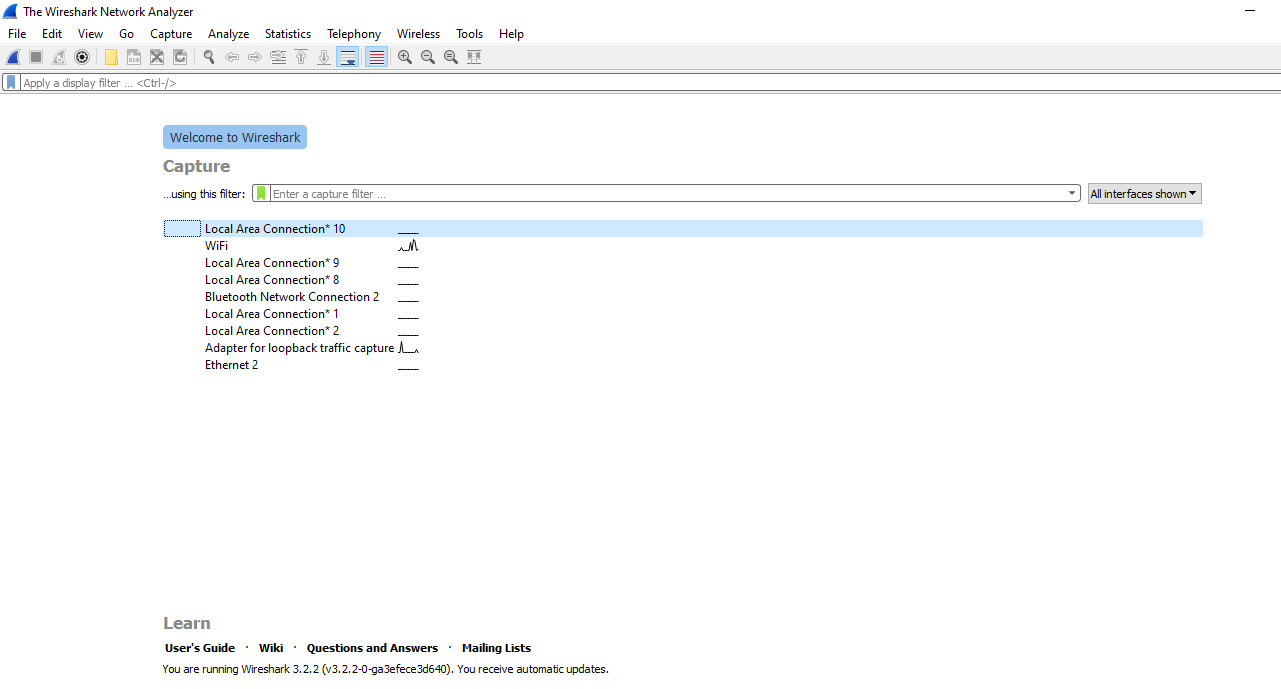 The Wireshark Network Analyzer
File Edit View Go Capture Analyze Statistics Telephony Wireless Tools Help
Apply a display filter ... <Ctrl-/>
Welcome to Wireshark
Capture
...using this filter: Enter a capture filter ... All interfaces shown
Local Area Connection* 10
WiFi
Local Area Connection* 9
Local Area Connection* 8
Bluetooth Network Connection 2
Local Area Connection* 1
Local Area Connection* 2
Adapter for loopback traffic capture
Ethernet 2
Learn
User's Guide · Wiki · Questions and Answers · Mailing Lists
You are running Wireshark 3.2.2 (v3.2.2-0-ga3efece3d640). You receive automatic updates.